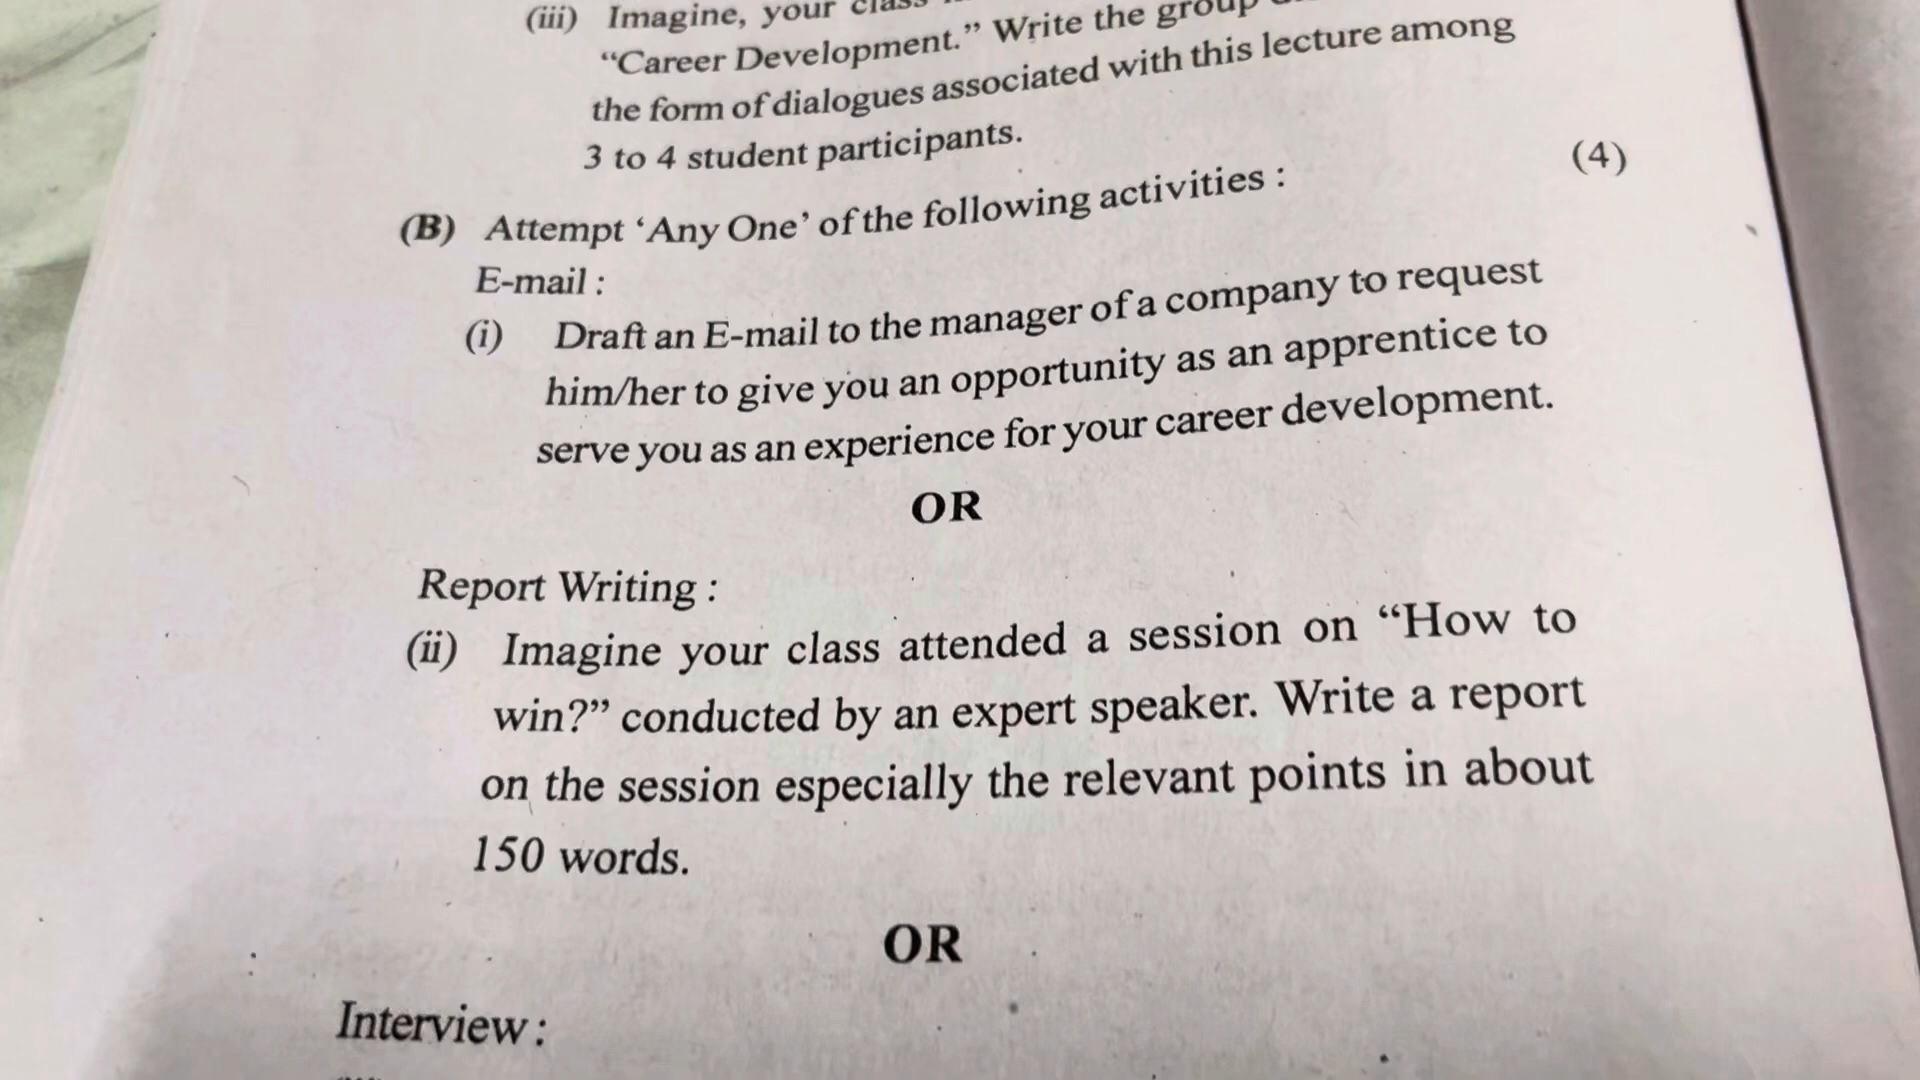 (iii) Imagine, your class
"Career Development." Write the group
the form of dialogues associated with this lecture among
3 to 4 student participants.
(B) Attempt 'Any One' of the following activities : (4)
E-mail :
(i) Draft an E-mail to the manager of a company to request
him/her to give you an opportunity as an apprentice to
serve you as an experience for your career development.
OR
Report Writing :
(ii) Imagine your class attended a session on "How to
win?" conducted by an expert speaker. Write a report
on the session especially the relevant points in about
150 words.
OR
Interview :